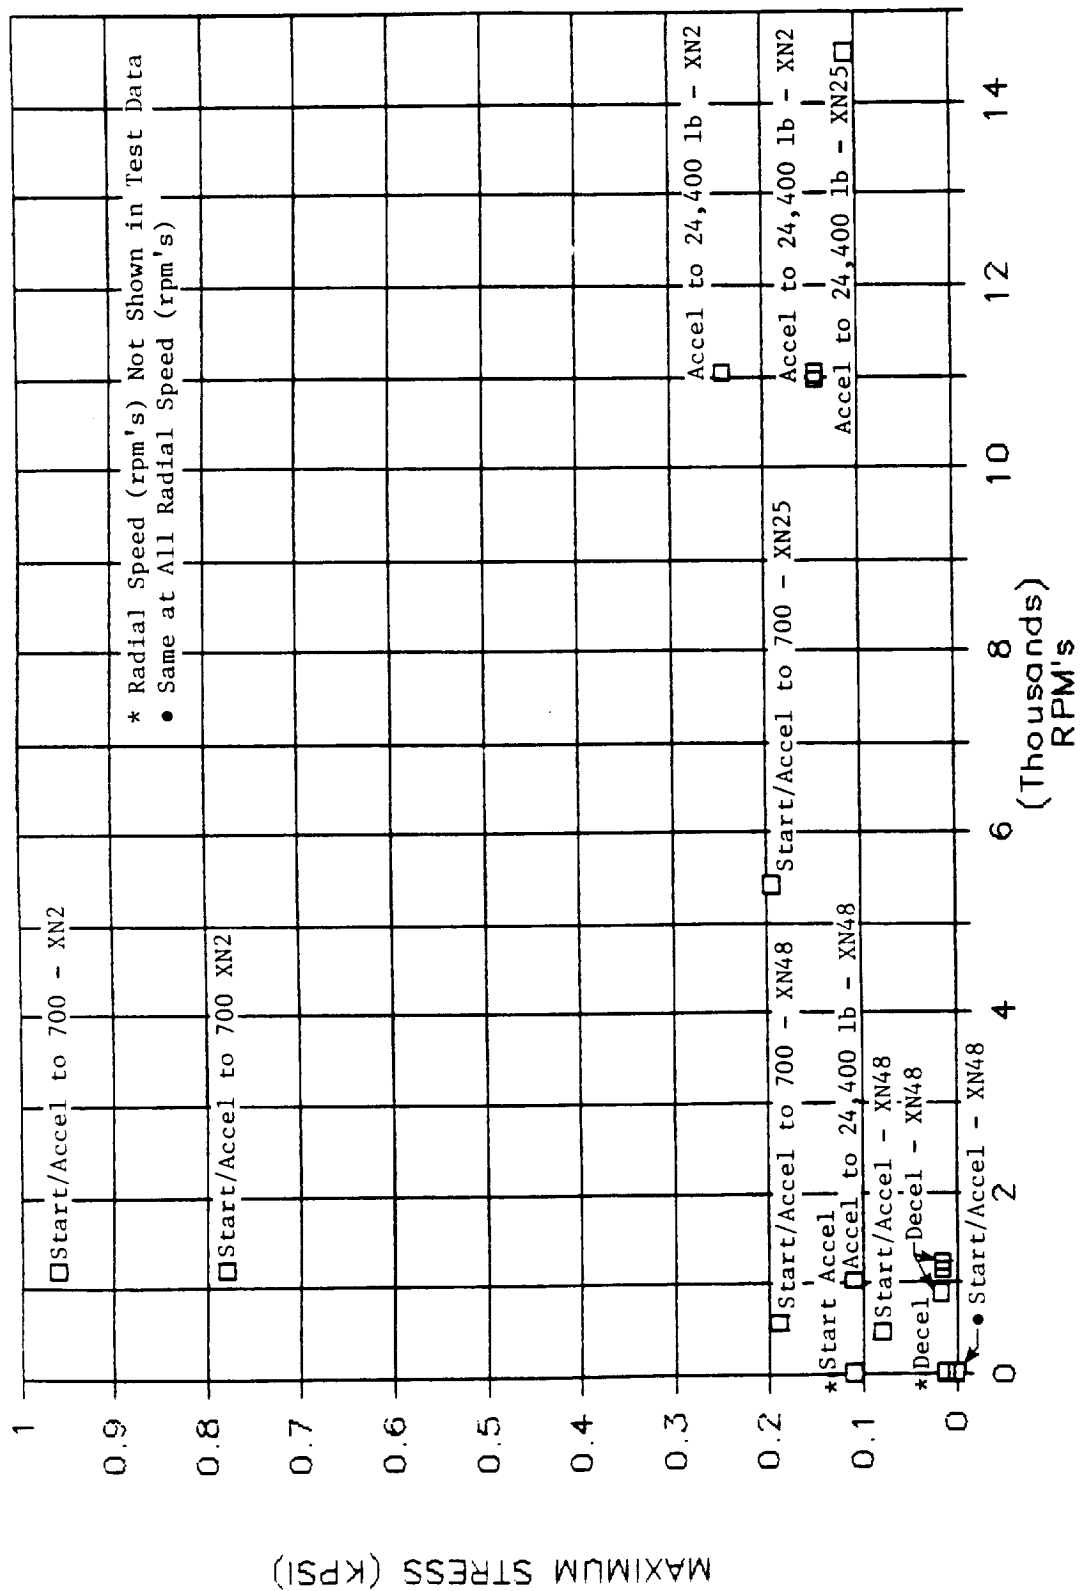 * Radial Speed (rpm's) Not Shown in Test Data
● Same at All Radial Speed (rpm's)
MAXIMUM STRESS (KPSI)
1
0.9
0.8
0.7
0.6
0.5
0.4
0.3
0.2
0.1
0
Start/Accel to 700 - XN2
Start/Accel to 700 XN2
Accel to 24,400 lb - XN2
Accel to 24,400 lb - XN2
Accel to 24,400 lb - XN25
Start/Accel to 700 - XN25
Start/Accel to 700 - XN48
*Start Accel
Accel to 24,400 lb - XN48
Start/Accel - XN48
*Decel
Decel - XN48
● Start/Accel - XN48
0 2 4 6 8 10 12 14
(Thousands)
RPM's